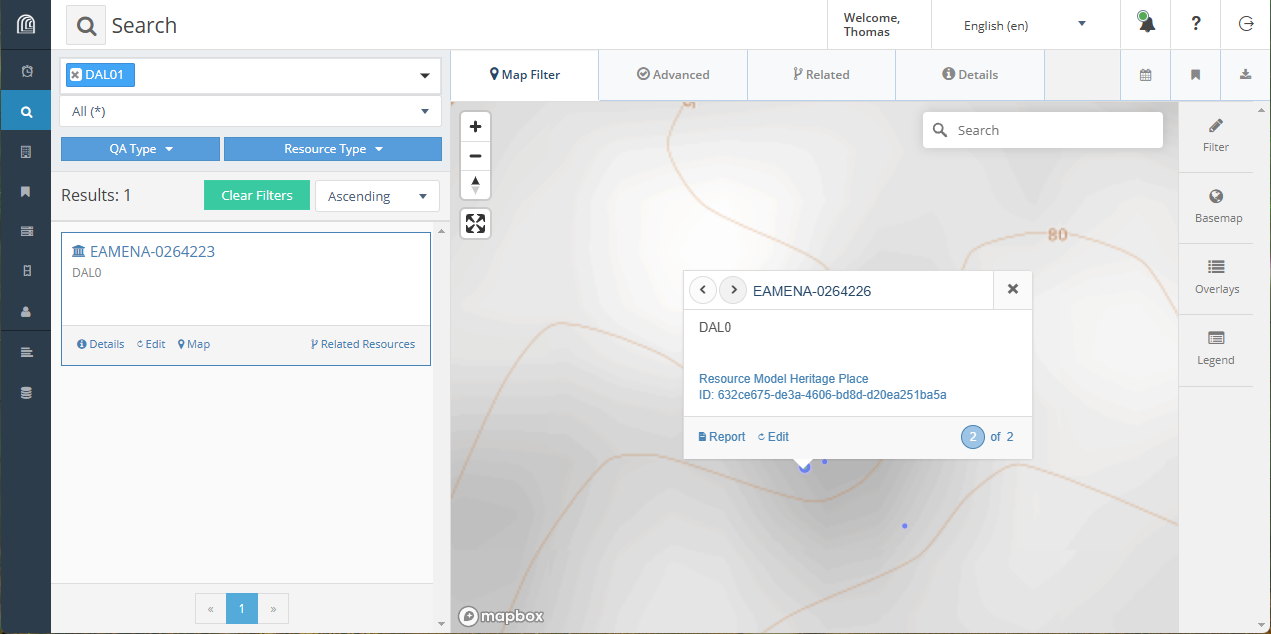 Search
Welcome,
Thomas
English (en)
?
DAL01
All (*)
QA Type
Resource Type
Results: 1
Clear Filters
Ascending
EAMENA-0264223
DAL0
Details
Edit
Map
Related Resources
«
1
»
Map Filter
Advanced
Related
Details
Search
80
EAMENA-0264226
DAL0
Resource Model Heritage Place
ID: 632ce675-de3a-4606-bd8d-d20ea251ba5a
Report
Edit
2 of 2
mapbox
Filter
Basemap
Overlays
Legend